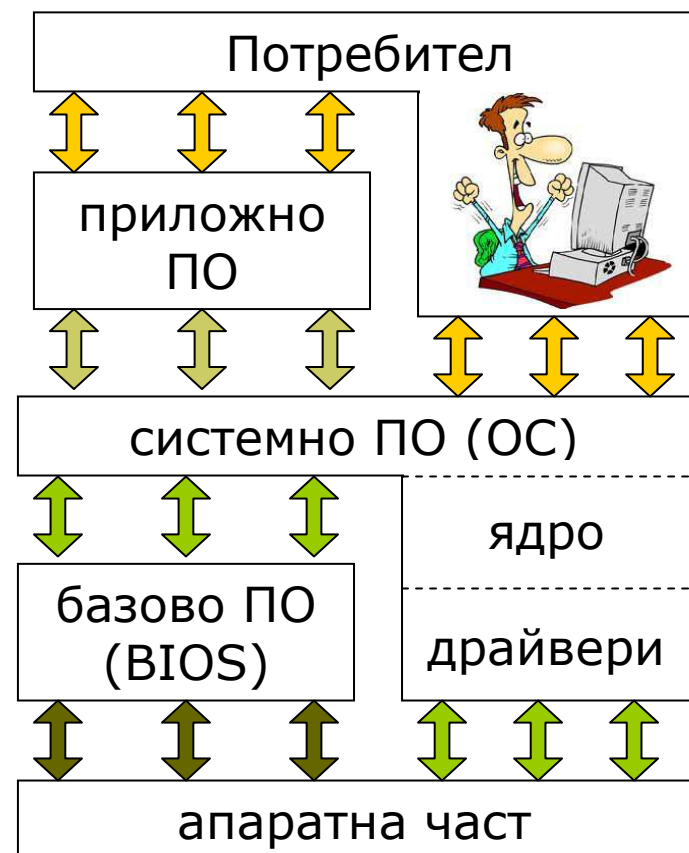 Потребител
приложно
ПО
системно ПО (ОС)
ядро
базово ПО
(BIOS)
драйвери
апаратна част